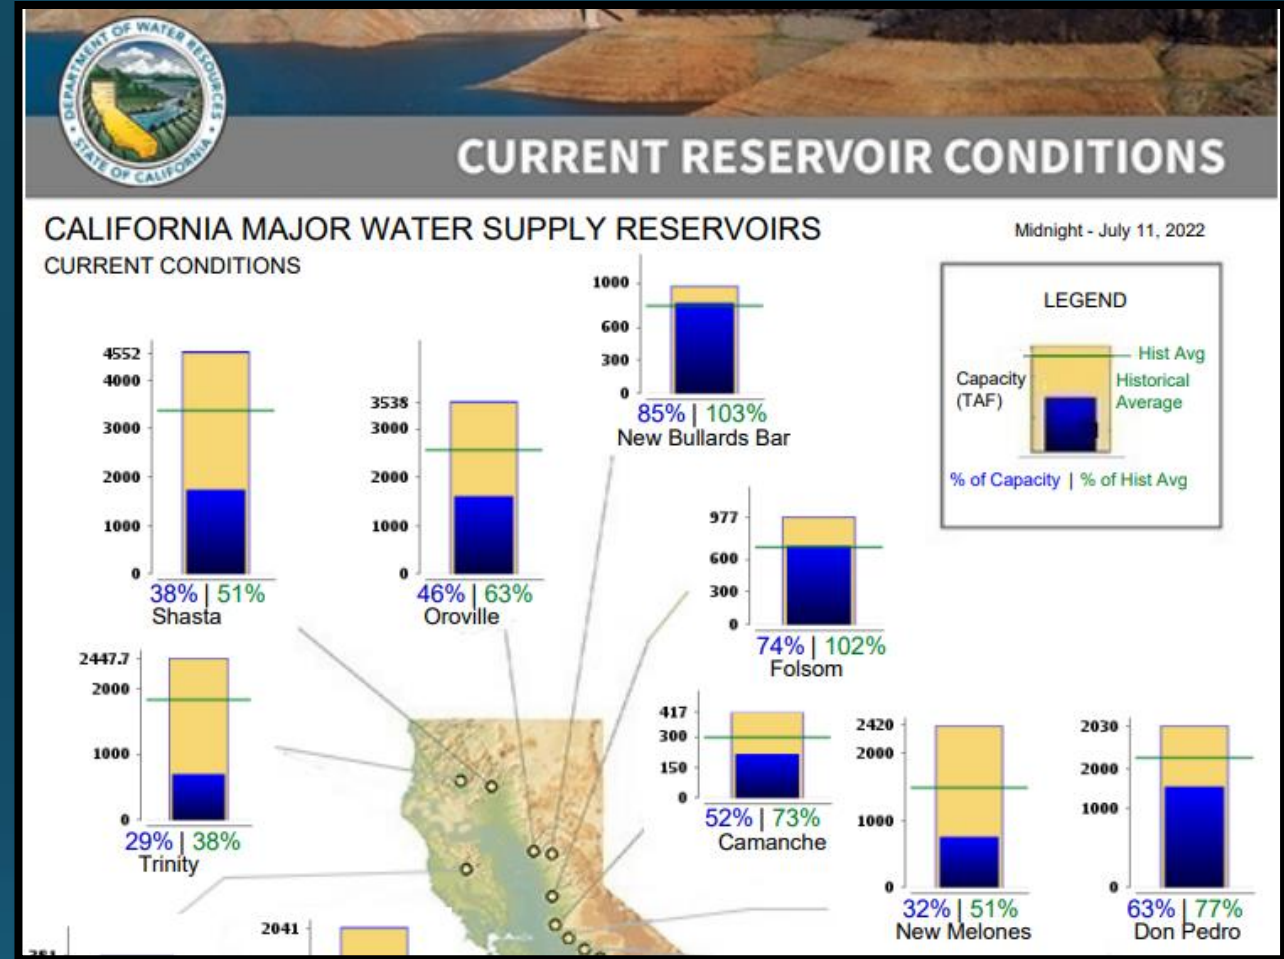 DEPARTMENT OF WATER RESOURCES
STATE OF CALIFORNIA
CURRENT RESERVOIR CONDITIONS
CALIFORNIA MAJOR WATER SUPPLY RESERVOIRS
Midnight - July 11, 2022
CURRENT CONDITIONS
LEGEND
Hist Avg
Capacity
(TAF)
Historical
Average
% of Capacity | % of Hist Avg
1000
600
300
0
85% | 103%
New Bullards Bar
4552
4000
3000
2000
1000
0
38% | 51%
Shasta
3538
3000
2000
1000
0
46% | 63%
Oroville
977
600
300
0
74% | 102%
Folsom
2447.7
2000
1000
0
29% | 38%
Trinity
417
300
150
0
52% | 73%
Camanche
2420
2000
1000
0
32% | 51%
New Melones
2030
2000
1000
0
63% | 77%
Don Pedro
2041